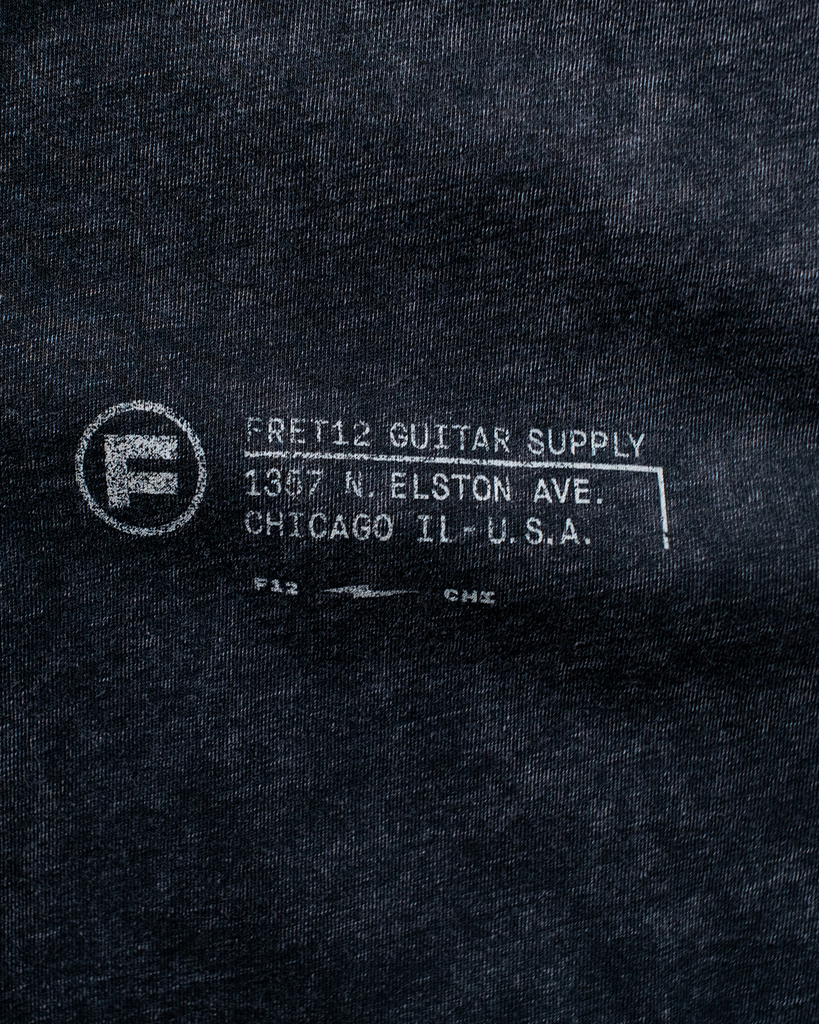 F
FRET12 GUITAR SUPPLY
1357 N. ELSTON AVE.
CHICAGO IL - U.S.A.
F12 CHI